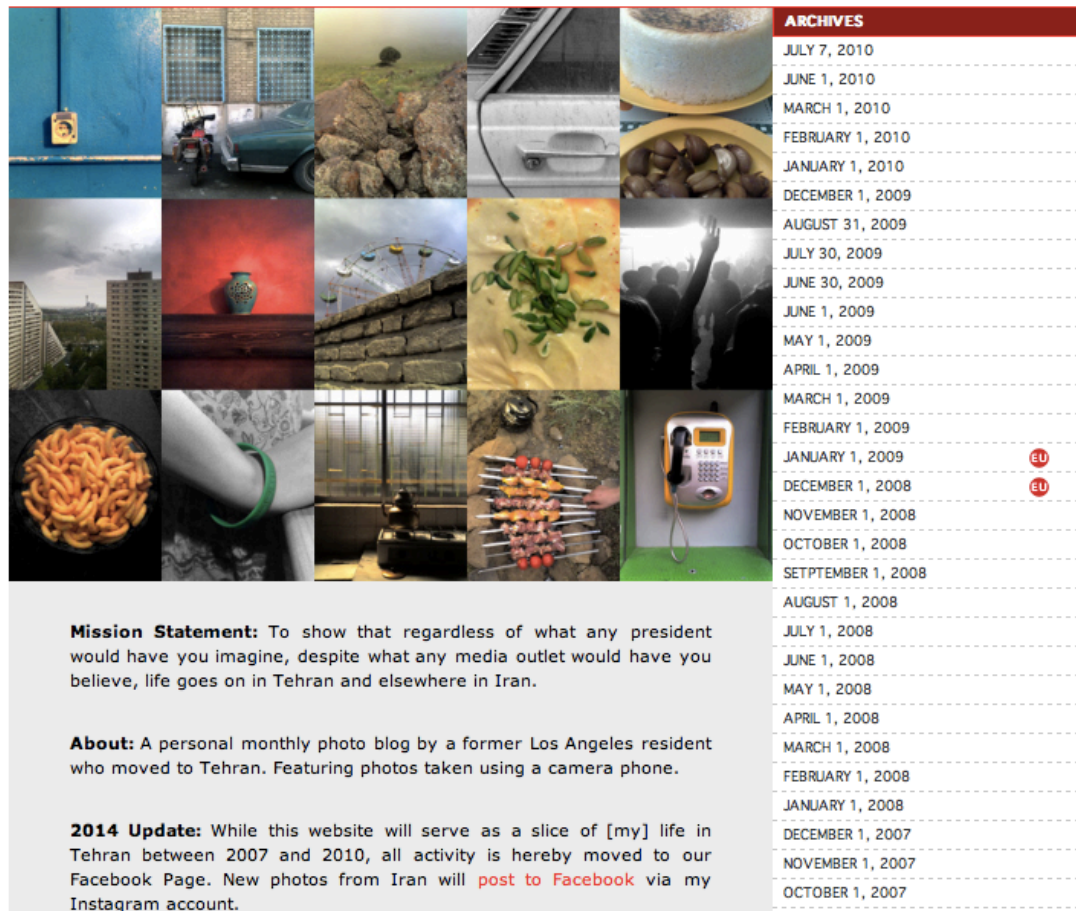 Mission Statement: To show that regardless of what any president
would have you imagine, despite what any media outlet would have you
believe, life goes on in Tehran and elsewhere in Iran.
About: A personal monthly photo blog by a former Los Angeles resident
who moved to Tehran. Featuring photos taken using a camera phone.
2014 Update: While this website will serve as a slice of [my] life in
Tehran between 2007 and 2010, all activity is hereby moved to our
Facebook Page. New photos from Iran will post to Facebook via my
Instagram account.
ARCHIVES
JULY 7, 2010
JUNE 1, 2010
MARCH 1, 2010
FEBRUARY 1, 2010
JANUARY 1, 2010
DECEMBER 1, 2009
AUGUST 31, 2009
JULY 30, 2009
JUNE 30, 2009
JUNE 1, 2009
MAY 1, 2009
APRIL 1, 2009
MARCH 1, 2009
FEBRUARY 1, 2009
JANUARY 1, 2009 EU
DECEMBER 1, 2008 EU
NOVEMBER 1, 2008
OCTOBER 1, 2008
SETPTEMBER 1, 2008
AUGUST 1, 2008
JULY 1, 2008
JUNE 1, 2008
MAY 1, 2008
APRIL 1, 2008
MARCH 1, 2008
FEBRUARY 1, 2008
JANUARY 1, 2008
DECEMBER 1, 2007
NOVEMBER 1, 2007
OCTOBER 1, 2007